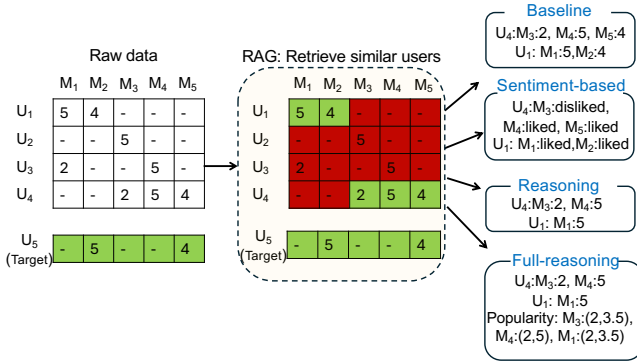 Raw data
M1 M2 M3 M4 M5
U1 5 4 - - -
U2 - - 5 - -
U3 2 - - 5 -
U4 - - 2 5 4
U5 (Target) - 5 - - 4
RAG: Retrieve similar users
M1 M2 M3 M4 M5
U1 5 4 - - -
U2 - - 5 - -
U3 2 - - 5 -
U4 - - 2 5 4
U5 (Target) - 5 - - 4
Baseline
U4:M3:2, M4:5, M5:4
U1: M1:5,M2:4
Sentiment-based
U4:M3:disliked,
M4:liked, M5:liked
U1: M1:liked,M2:liked
Reasoning
U4:M3:2, M4:5
U1: M1:5
Full-reasoning
U4:M3:2, M4:5
U1: M1:5
Popularity: M3:(2,3.5),
M4:(2,5), M1:(2,3.5)